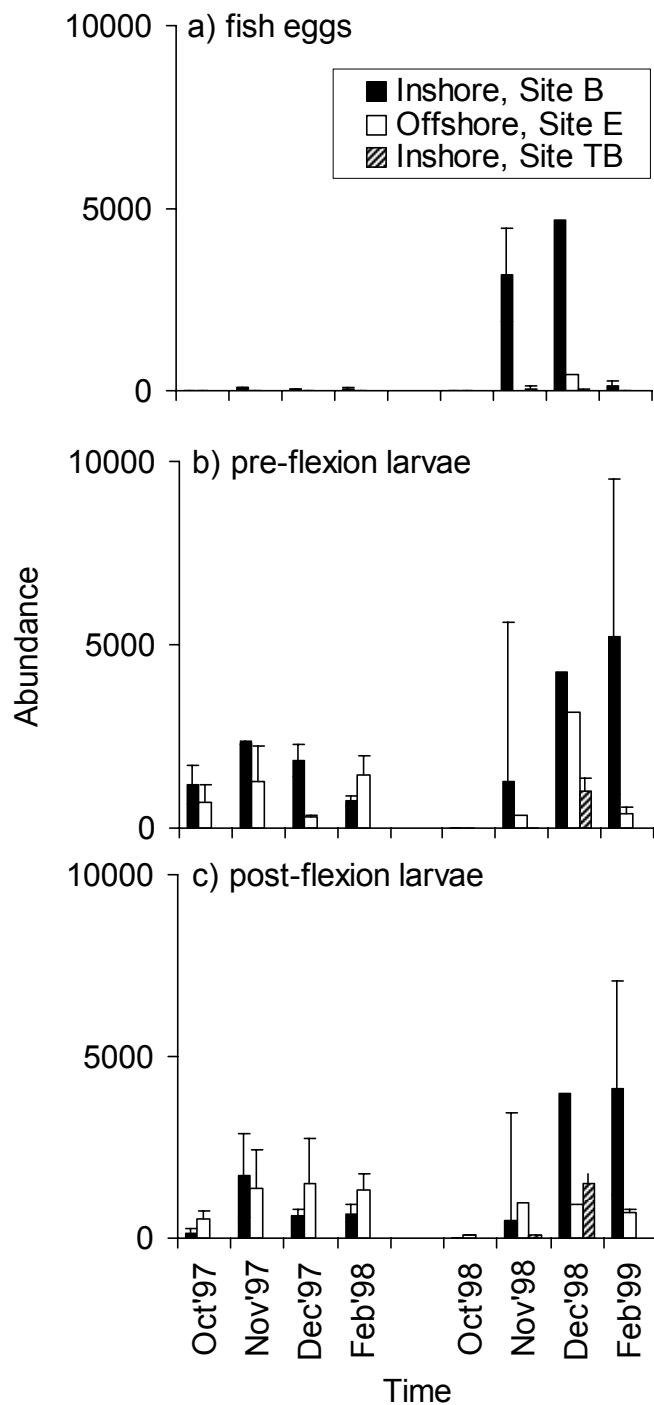 10000
a) fish eggs
Inshore, Site B
Offshore, Site E
Inshore, Site TB
5000
0
10000
b) pre-flexion larvae
5000
0
Abundance
10000
c) post-flexion larvae
5000
0
Oct'97
Nov'97
Dec'97
Feb'98
Oct'98
Nov'98
Dec'98
Feb'99
Time